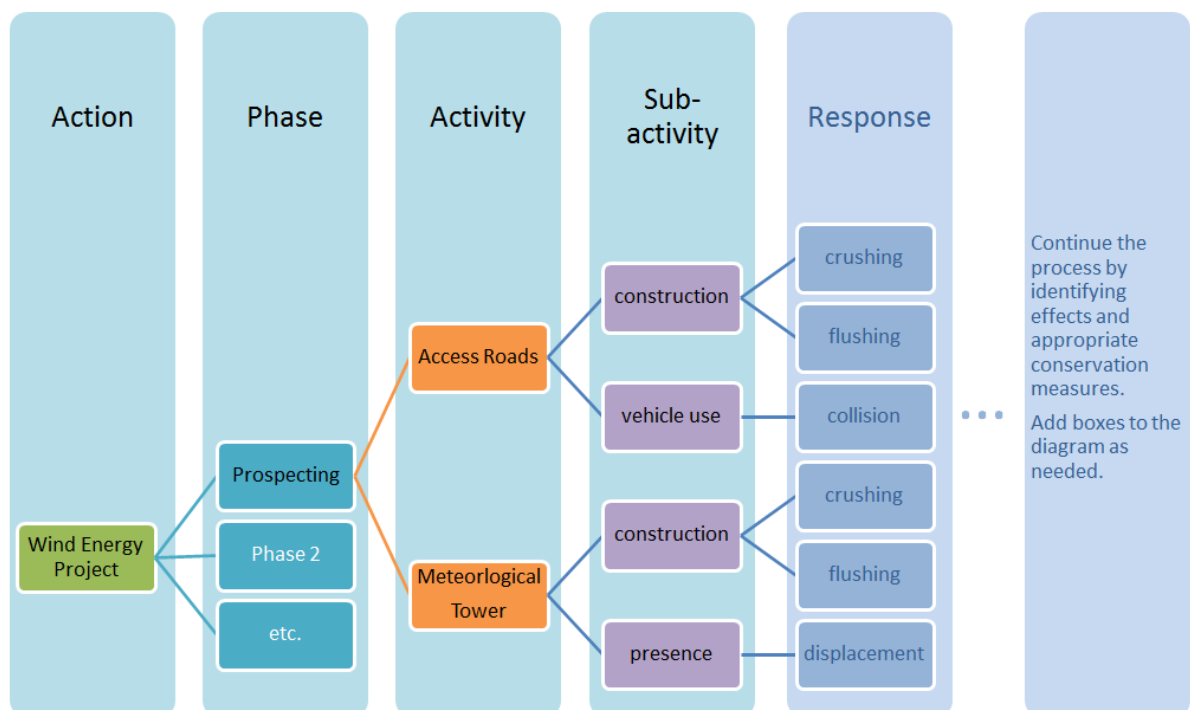 Action
Phase
Activity
Sub-
activity
Response
Wind Energy
Project
Prospecting
Phase 2
etc.
Access Roads
Meteorlogical
Tower
construction
vehicle use
construction
presence
crushing
flushing
collision
crushing
flushing
displacement
...
Continue the
process by
identifying
effects and
appropriate
conservation
measures.
Add boxes to the
diagram as
needed.